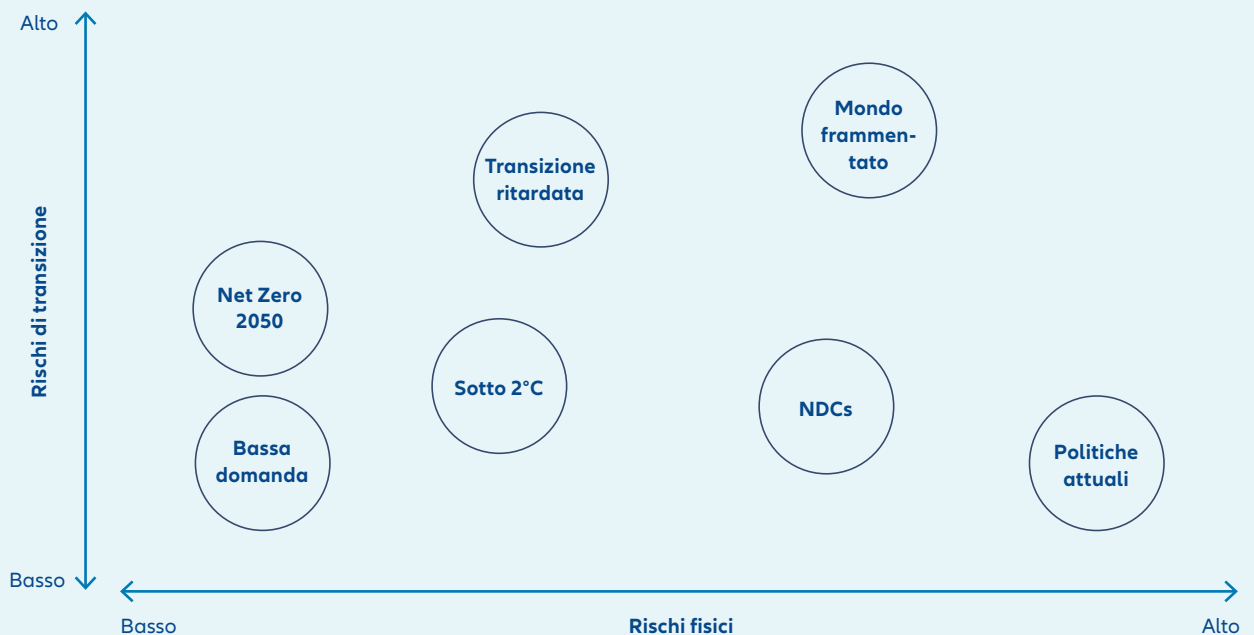 Alto
Mondo
frammen-
tato
Transizione
ritardata
Rischi di transizione
Net Zero
2050
Sotto 2°C
NDCs
Bassa
domanda
Politiche
attuali
Basso
Basso
Rischi fisici
Alto